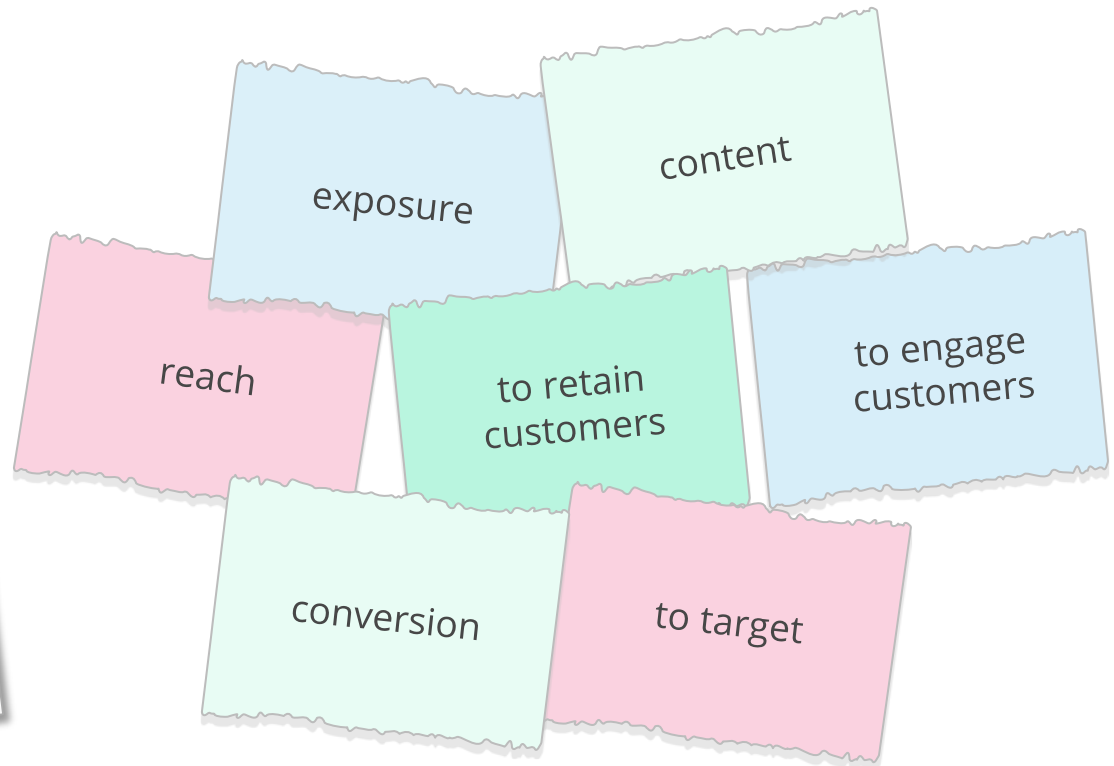 exposure
content
reach
to retain
customers
to engage
customers
conversion
to target